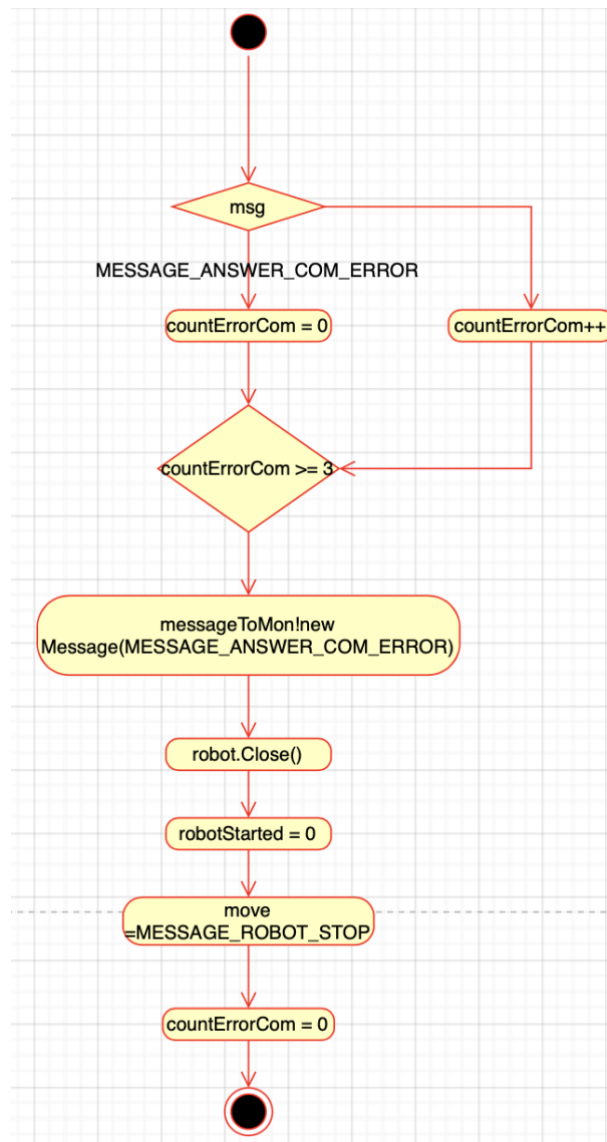 msg
MESSAGE_ANSWER_COM_ERROR
countErrorCom = 0
countErrorCom++
countErrorCom >= 3
messageToMon!new
Message(MESSAGE_ANSWER_COM_ERROR)
robot.Close()
robotStarted = 0
move
=MESSAGE_ROBOT_STOP
countErrorCom = 0